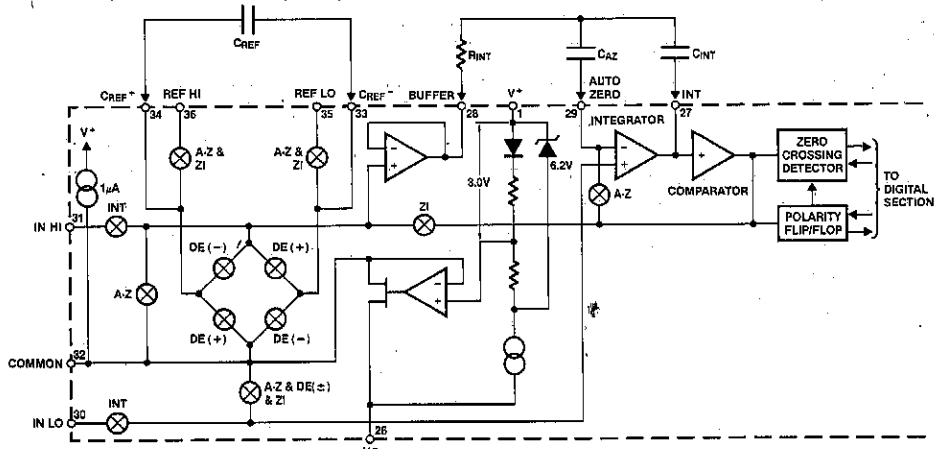 CREF
RINT
CAZ
CINT
CREF+
REF HI
REF LO
CREF-
BUFFER
V+
AUTO
ZERO
INT
34
36
35
33
28
1
29
27
V+
1μA
A-Z &
ZI
A-Z &
ZI
-
+
3.0V
6.2V
INTEGRATOR
-
+
+
-
COMPARATOR
ZERO
CROSSING
DETECTOR
TO
DIGITAL
SECTION
POLARITY
FLIP/FLOP
31
IN HI
INT
ZI
A-Z
DE(-)
DE(+)
A-Z
DE(+)
DE(-)
-
+
32
COMMON
A-Z & DE(±)
& ZI
30
IN LO
INT
26